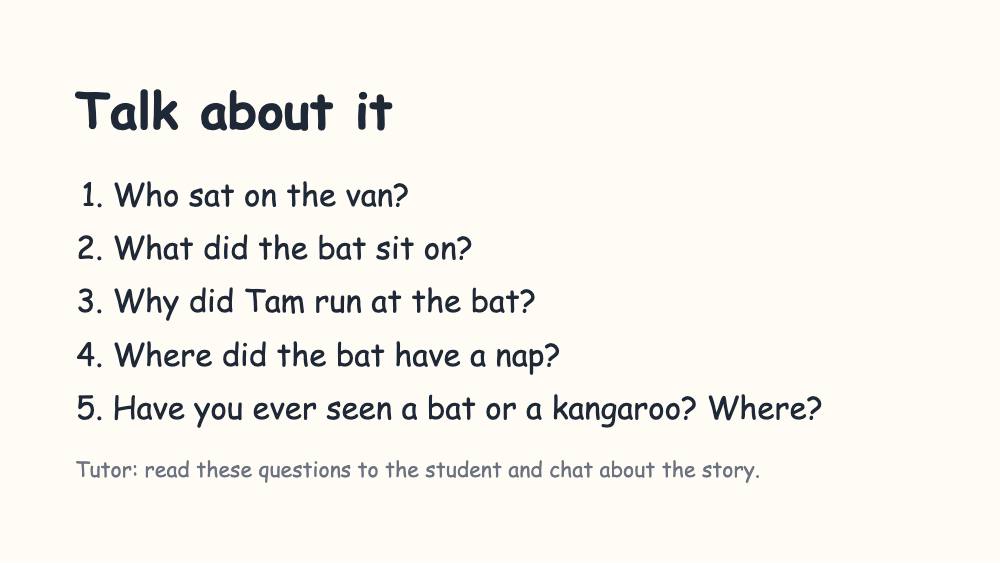 Talk about it
1. Who sat on the van?
2. What did the bat sit on?
3. Why did Tam run at the bat?
4. Where did the bat have a nap?
5. Have you ever seen a bat or a kangaroo? Where?
Tutor: read these questions to the student and chat about the story.